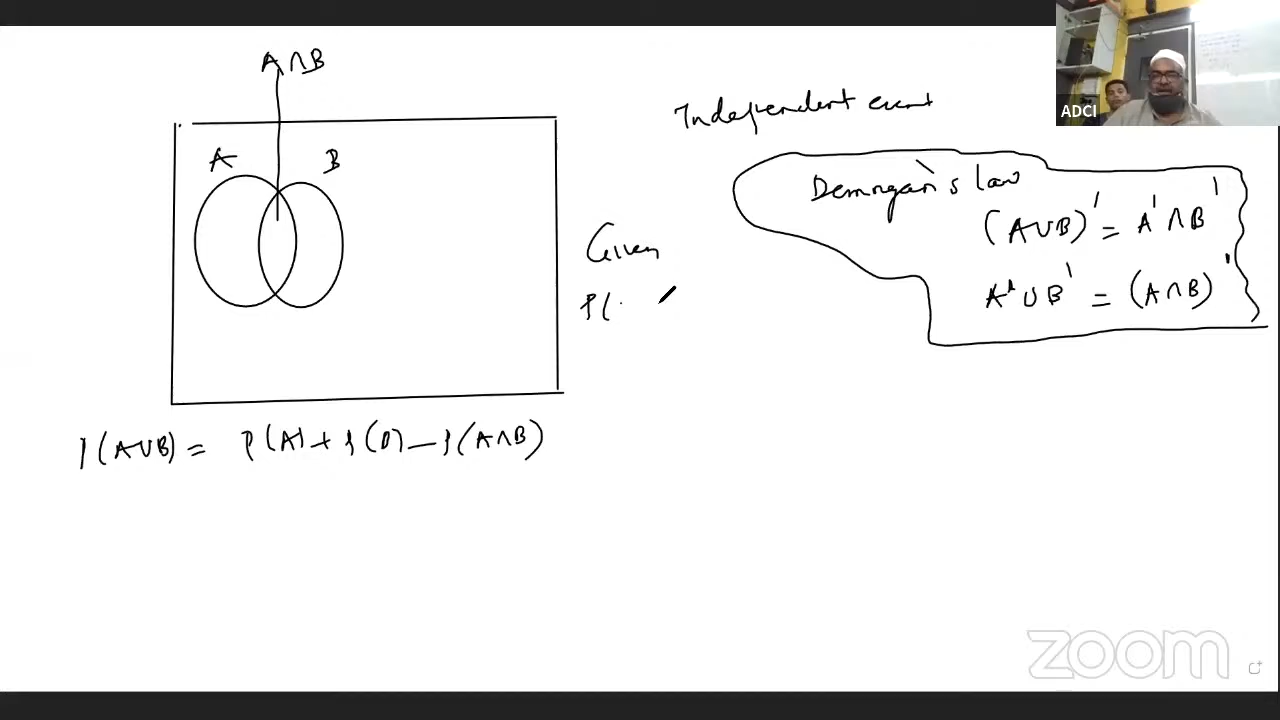 A∩B
A B
Independent event
Demorgan's law
(A∪B)' = A'∩B'
A'∪B' = (A∩B)'
Given
P(.
P(A∪B) = P(A)+P(B)−P(A∩B)
ADCI
zoom